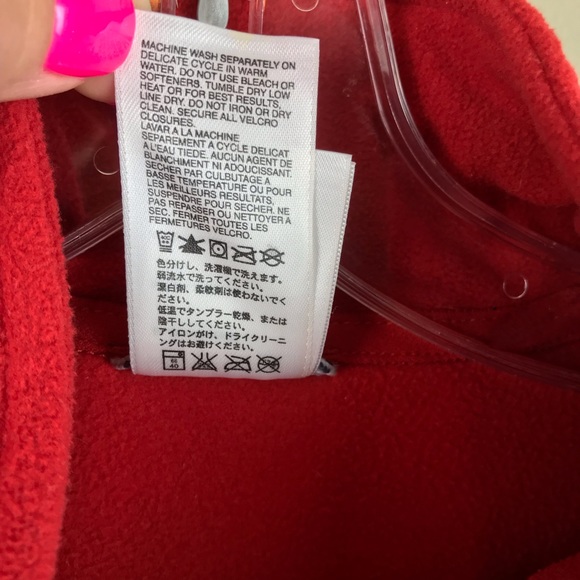 MACHINE WASH SEPARATELY ON
DELICATE CYCLE IN WARM
WATER. DO NOT USE BLEACH OR
SOFTENERS. TUMBLE DRY LOW
HEAT OR FOR BEST RESULTS,
LINE DRY. DO NOT IRON OR DRY
CLEAN. SECURE ALL VELCRO
CLOSURES.
LAVAR A LA MACHINE
SEPAREMENT A CYCLE DELICAT
A L'EAU TIEDE. AUCUN AGENT DE
BLANCHIMENT NI ADOUCISSANT.
SECHER PAR CULBUTAGE A
BASSE TEMPERATURE OU POUR
LES MEILLEURS RESULTATS,
SUSPENDRE POUR SECHER. NE
PAS REPASSER OU NETTOYER A
SEC. FERMER TOUTES LES
FERMETURES VELCRO.
色分けし、洗濯機で洗えます。
弱流水で洗ってください。
漂白剤、柔軟剤は使わないでく
ださい。
低温でタンブラー乾燥、または
陰干ししてください。
アイロンがけ、ドライクリーニ
ングはお避けください。
弱
40